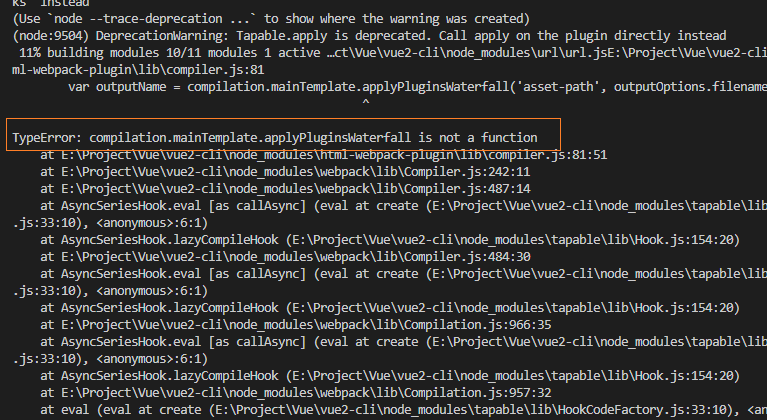 ks` instead
(Use `node --trace-deprecation ...` to show where the warning was created)
(node:9504) DeprecationWarning: Tapable.apply is deprecated. Call apply on the plugin directly instead
11% building modules 10/11 modules 1 active …ct\Vue\vue2-cli\node_modules\url\url.jsE:\Project\Vue\vue2-cli
ml-webpack-plugin\lib\compiler.js:81
var outputName = compilation.mainTemplate.applyPluginsWaterfall('asset-path', outputOptions.filename
^
TypeError: compilation.mainTemplate.applyPluginsWaterfall is not a function
at E:\Project\Vue\vue2-cli\node_modules\html-webpack-plugin\lib\compiler.js:81:51
at E:\Project\Vue\vue2-cli\node_modules\webpack\lib\Compiler.js:242:11
at E:\Project\Vue\vue2-cli\node_modules\webpack\lib\Compiler.js:487:14
at AsyncSeriesHook.eval [as callAsync] (eval at create (E:\Project\Vue\vue2-cli\node_modules\tapable\lib
.js:33:10), <anonymous>:6:1)
at AsyncSeriesHook.lazyCompileHook (E:\Project\Vue\vue2-cli\node_modules\tapable\lib\Hook.js:154:20)
at E:\Project\Vue\vue2-cli\node_modules\webpack\lib\Compiler.js:484:30
at AsyncSeriesHook.eval [as callAsync] (eval at create (E:\Project\Vue\vue2-cli\node_modules\tapable\lib
.js:33:10), <anonymous>:6:1)
at AsyncSeriesHook.lazyCompileHook (E:\Project\Vue\vue2-cli\node_modules\tapable\lib\Hook.js:154:20)
at E:\Project\Vue\vue2-cli\node_modules\webpack\lib\Compilation.js:966:35
at AsyncSeriesHook.eval [as callAsync] (eval at create (E:\Project\Vue\vue2-cli\node_modules\tapable\lib
.js:33:10), <anonymous>:6:1)
at AsyncSeriesHook.lazyCompileHook (E:\Project\Vue\vue2-cli\node_modules\tapable\lib\Hook.js:154:20)
at E:\Project\Vue\vue2-cli\node_modules\webpack\lib\Compilation.js:957:32
at eval (eval at create (E:\Project\Vue\vue2-cli\node_modules\tapable\lib\HookCodeFactory.js:33:10), <an